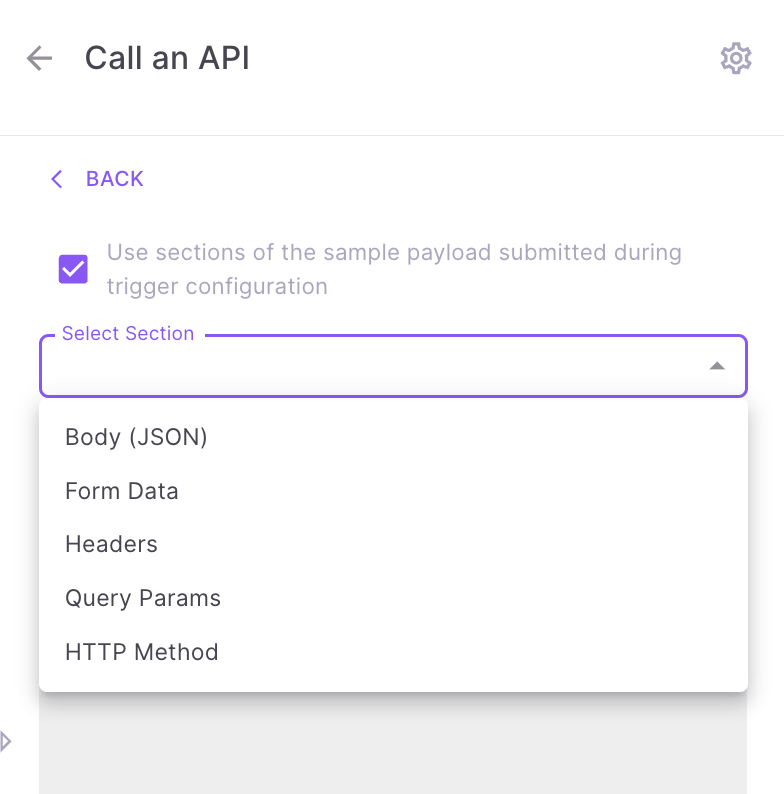 Call an API
BACK
Use sections of the sample payload submitted during
trigger configuration
Select Section
Body (JSON)
Form Data
Headers
Query Params
HTTP Method